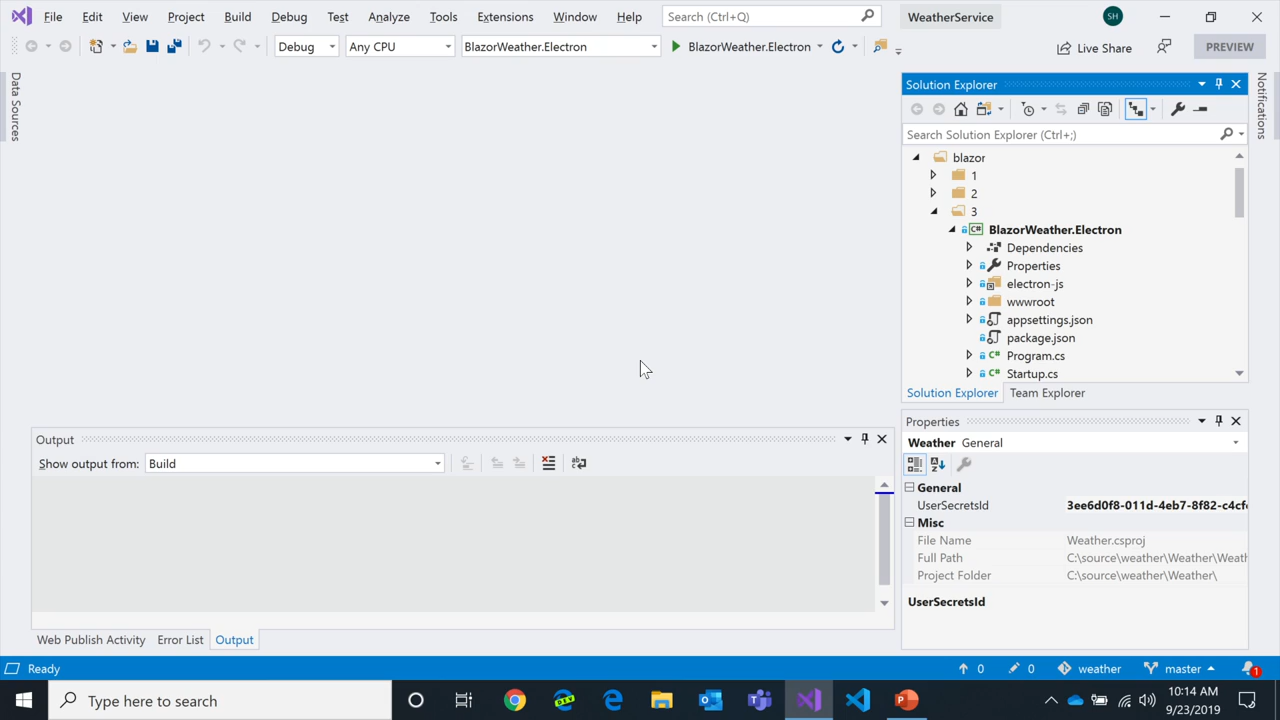 File Edit View Project Build Debug Test Analyze Tools Extensions Window Help Search (Ctrl+Q) WeatherService SH
Debug Any CPU BlazorWeather.Electron BlazorWeather.Electron Live Share PREVIEW
Data Sources
Notifications
Solution Explorer
Search Solution Explorer (Ctrl+;)
blazor
1
2
3
C# BlazorWeather.Electron
Dependencies
Properties
electron-js
wwwroot
appsettings.json
package.json
C# Program.cs
C# Startup.cs
Solution Explorer Team Explorer
Output
Show output from: Build
Web Publish Activity Error List Output
Properties
Weather General
General
UserSecretsId 3ee6d0f8-011d-4eb7-8f82-c4cf
Misc
File Name Weather.csproj
Full Path C:\source\weather\Weather\Weath
Project Folder C:\source\weather\Weather\
UserSecretsId
Ready 0 0 weather master 1
Type here to search 10:14 AM
9/23/2019